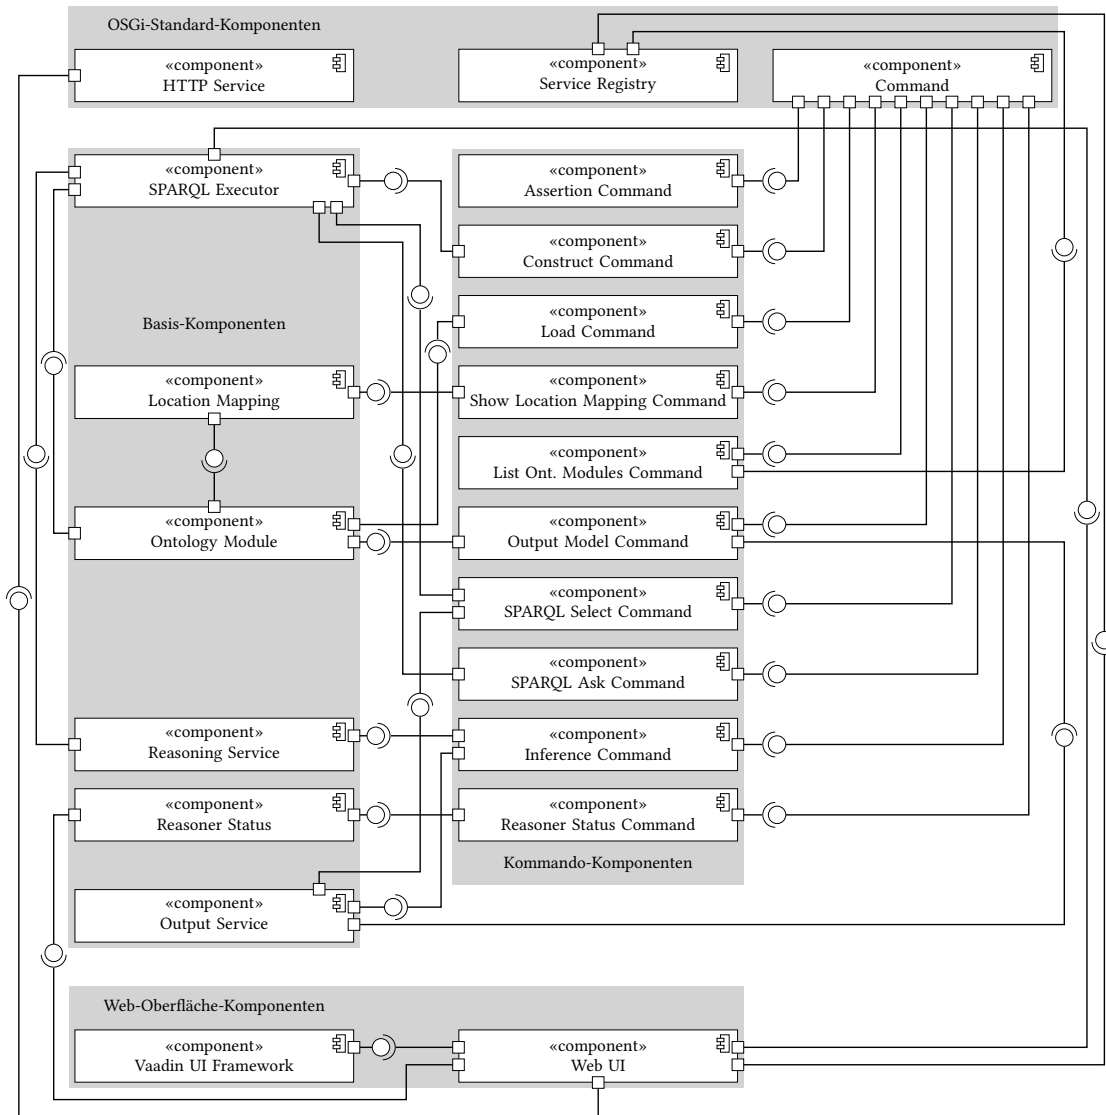 OSGi-Standard-Komponenten
«component»
HTTP Service
«component»
Service Registry
«component»
Command
«component»
SPARQL Executor
«component»
Assertion Command
«component»
Construct Command
Basis-Komponenten
«component»
Load Command
«component»
Location Mapping
«component»
Show Location Mapping Command
«component»
List Ont. Modules Command
«component»
Ontology Module
«component»
Output Model Command
«component»
SPARQL Select Command
«component»
SPARQL Ask Command
«component»
Reasoning Service
«component»
Inference Command
«component»
Reasoner Status
«component»
Reasoner Status Command
Kommando-Komponenten
«component»
Output Service
Web-Oberfläche-Komponenten
«component»
Vaadin UI Framework
«component»
Web UI